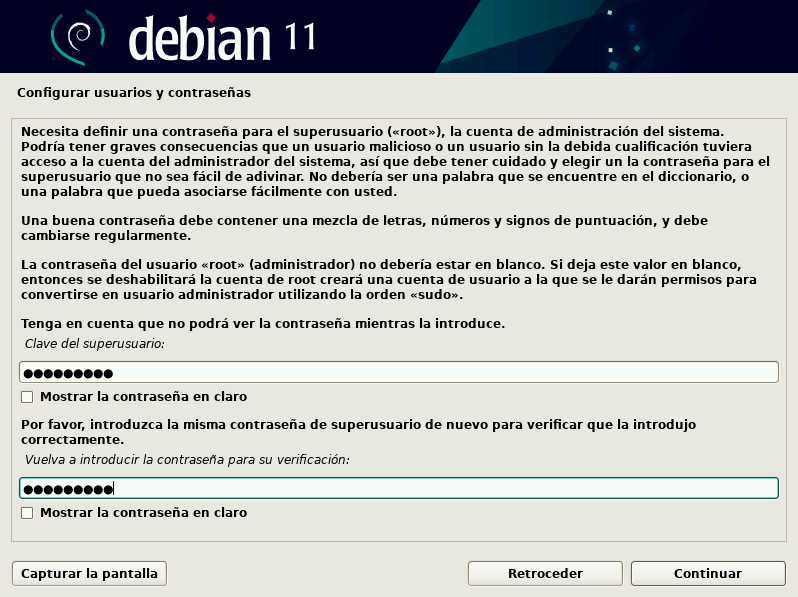 debian 11
Configurar usuarios y contraseñas
Necesita definir una contraseña para el superusuario («root»), la cuenta de administración del sistema.
Podría tener graves consecuencias que un usuario malicioso o un usuario sin la debida cualificación tuviera
acceso a la cuenta del administrador del sistema, así que debe tener cuidado y elegir un la contraseña para el
superusuario que no sea fácil de adivinar. No debería ser una palabra que se encuentre en el diccionario, o
una palabra que pueda asociarse fácilmente con usted.
Una buena contraseña debe contener una mezcla de letras, números y signos de puntuación, y debe
cambiarse regularmente.
La contraseña del usuario «root» (administrador) no debería estar en blanco. Si deja este valor en blanco,
entonces se deshabilitará la cuenta de root creará una cuenta de usuario a la que se le darán permisos para
convertirse en usuario administrador utilizando la orden «sudo».
Tenga en cuenta que no podrá ver la contraseña mientras la introduce.
Clave del superusuario:
●●●●●●●●●
Mostrar la contraseña en claro
Por favor, introduzca la misma contraseña de superusuario de nuevo para verificar que la introdujo
correctamente.
Vuelva a introducir la contraseña para su verificación:
●●●●●●●●●
Mostrar la contraseña en claro
Capturar la pantalla
Retroceder
Continuar